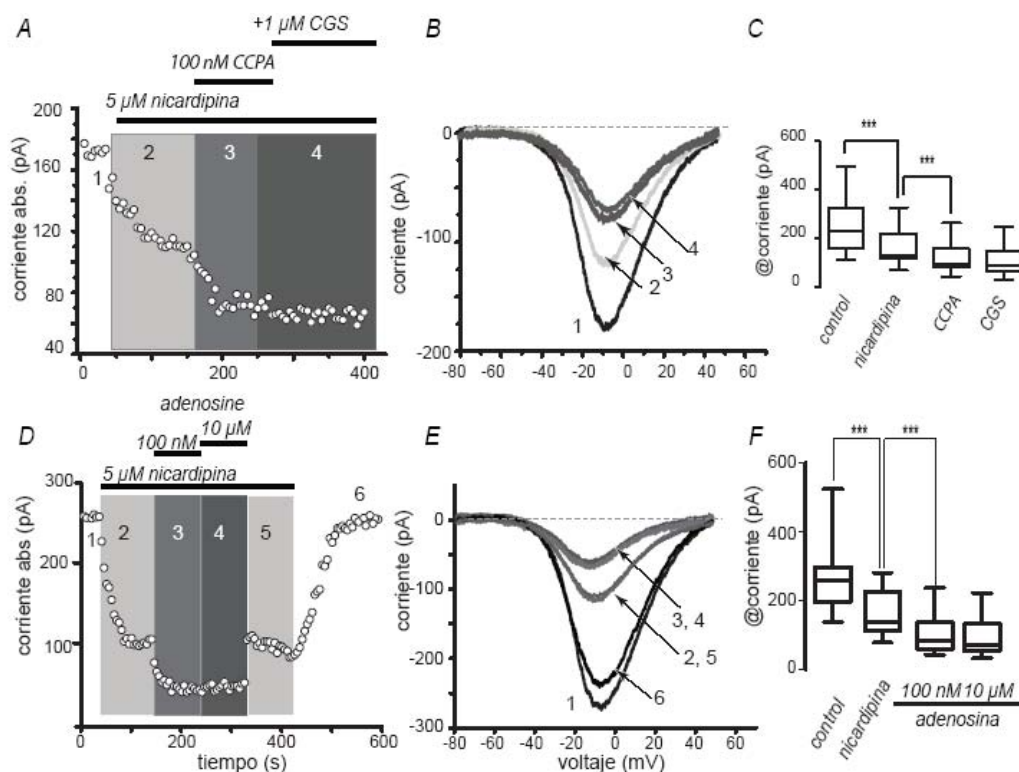 A
+1 µM CGS
100 nM CCPA
5 µM nicardipina
corriente abs. (pA)
200
180
160
120
80
60
40
1
2
3
4
0
200
400
B
corriente (pA)
0
-100
-200
1
2
3
4
-80 -60 -40 -20 0 20 40 60
C
@corriente (pA)
600
400
200
0
***
***
control
nicardipina
CCPA
CGS
D
adenosine
100 nM
10 µM
5 µM nicardipina
corriente abs (pA)
300
200
100
0
1
2
3
4
5
6
0
200
400
600
tiempo (s)
E
corriente (pA)
0
-100
-200
-300
3, 4
2, 5
1
6
-80 -60 -40 -20 0 20 40 60
voltaje (mV)
F
@corriente (pA)
600
400
200
0
***
***
control
nicardipina
100 nM 10 µM
adenosina